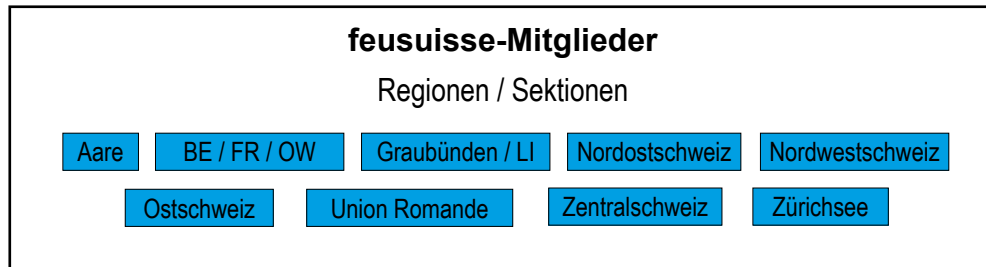 feusuisse-Mitglieder
Regionen / Sektionen
Aare BE / FR / OW Graubünden / LI Nordostschweiz Nordwestschweiz
Ostschweiz Union Romande Zentralschweiz Zürichsee